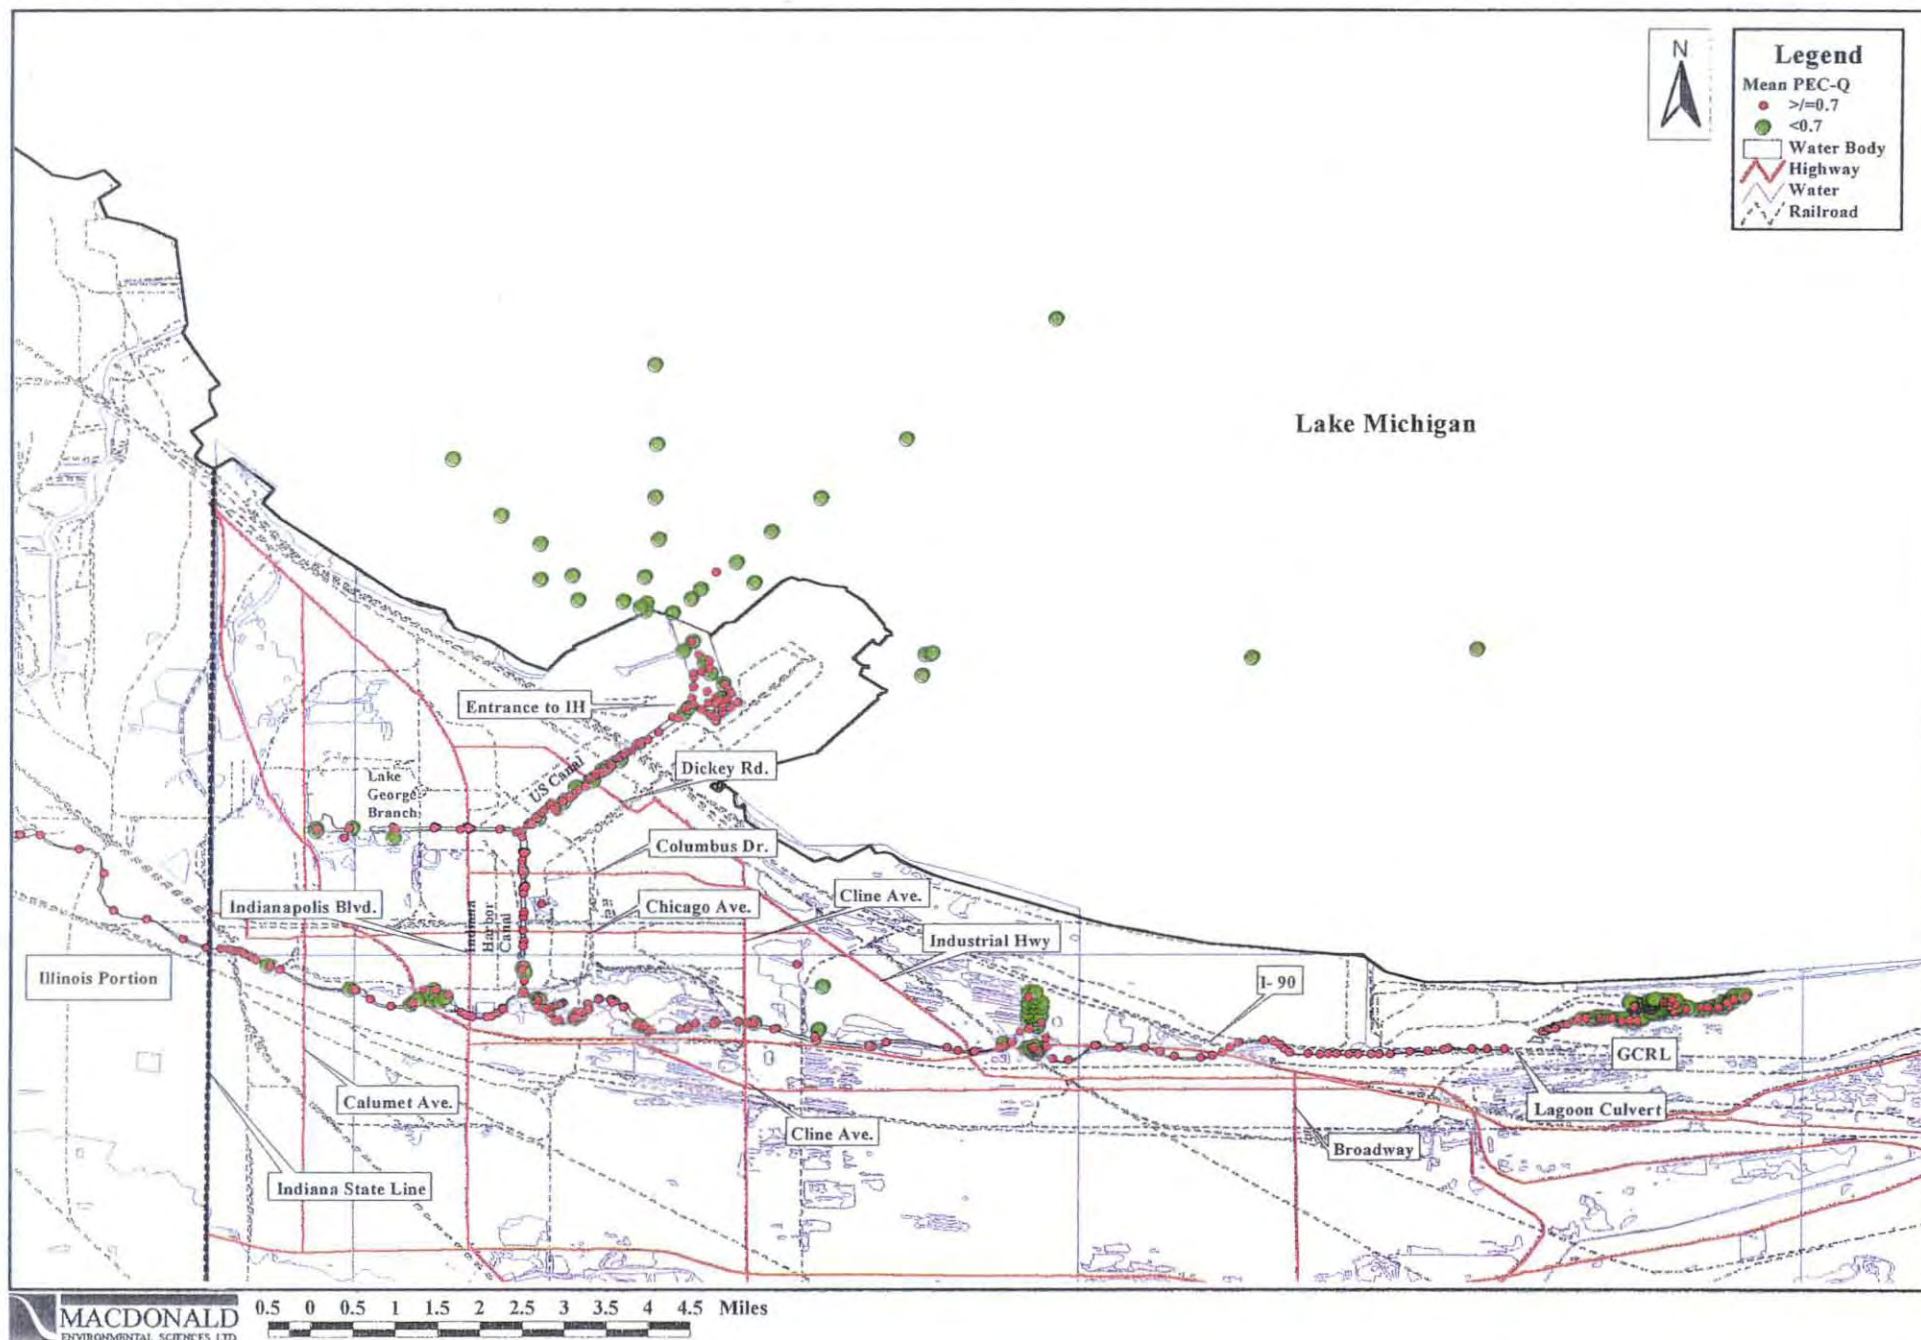 N
Legend
Mean PEC-Q
>/=0.7
<0.7
Water Body
Highway
Water
Railroad
Lake Michigan
Entrance to IH
Dickey Rd.
US Canal
Lake
George
Branch
Columbus Dr.
Cline Ave.
Indianapolis Blvd.
Chicago Ave.
Indiana
Harbor
Canal
Industrial Hwy
Illinois Portion
I-90
GCRL
Calumet Ave.
Lagoon Culvert
Cline Ave.
Broadway
Indiana State Line
MACDONALD
ENVIRONMENTAL SCIENCES LTD
0.5 0 0.5 1 1.5 2 2.5 3 3.5 4 4.5 Miles